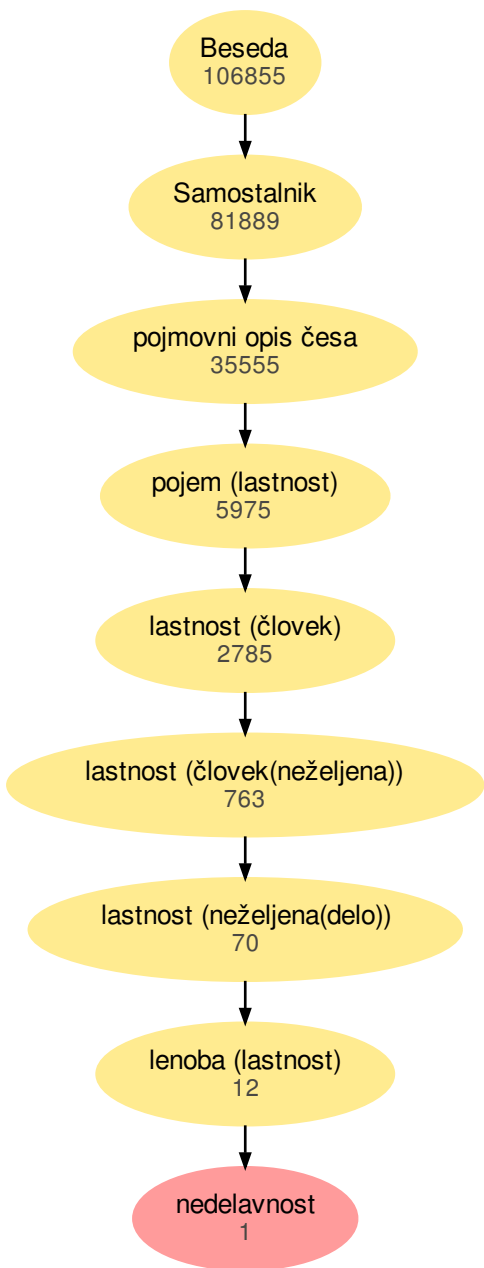 Beseda
106855
Samostalnik
81889
pojmovni opis česa
35555
pojem (lastnost)
5975
lastnost (človek)
2785
lastnost (človek(neželjena))
763
lastnost (neželjena(delo))
70
lenoba (lastnost)
12
nedelavnost
1